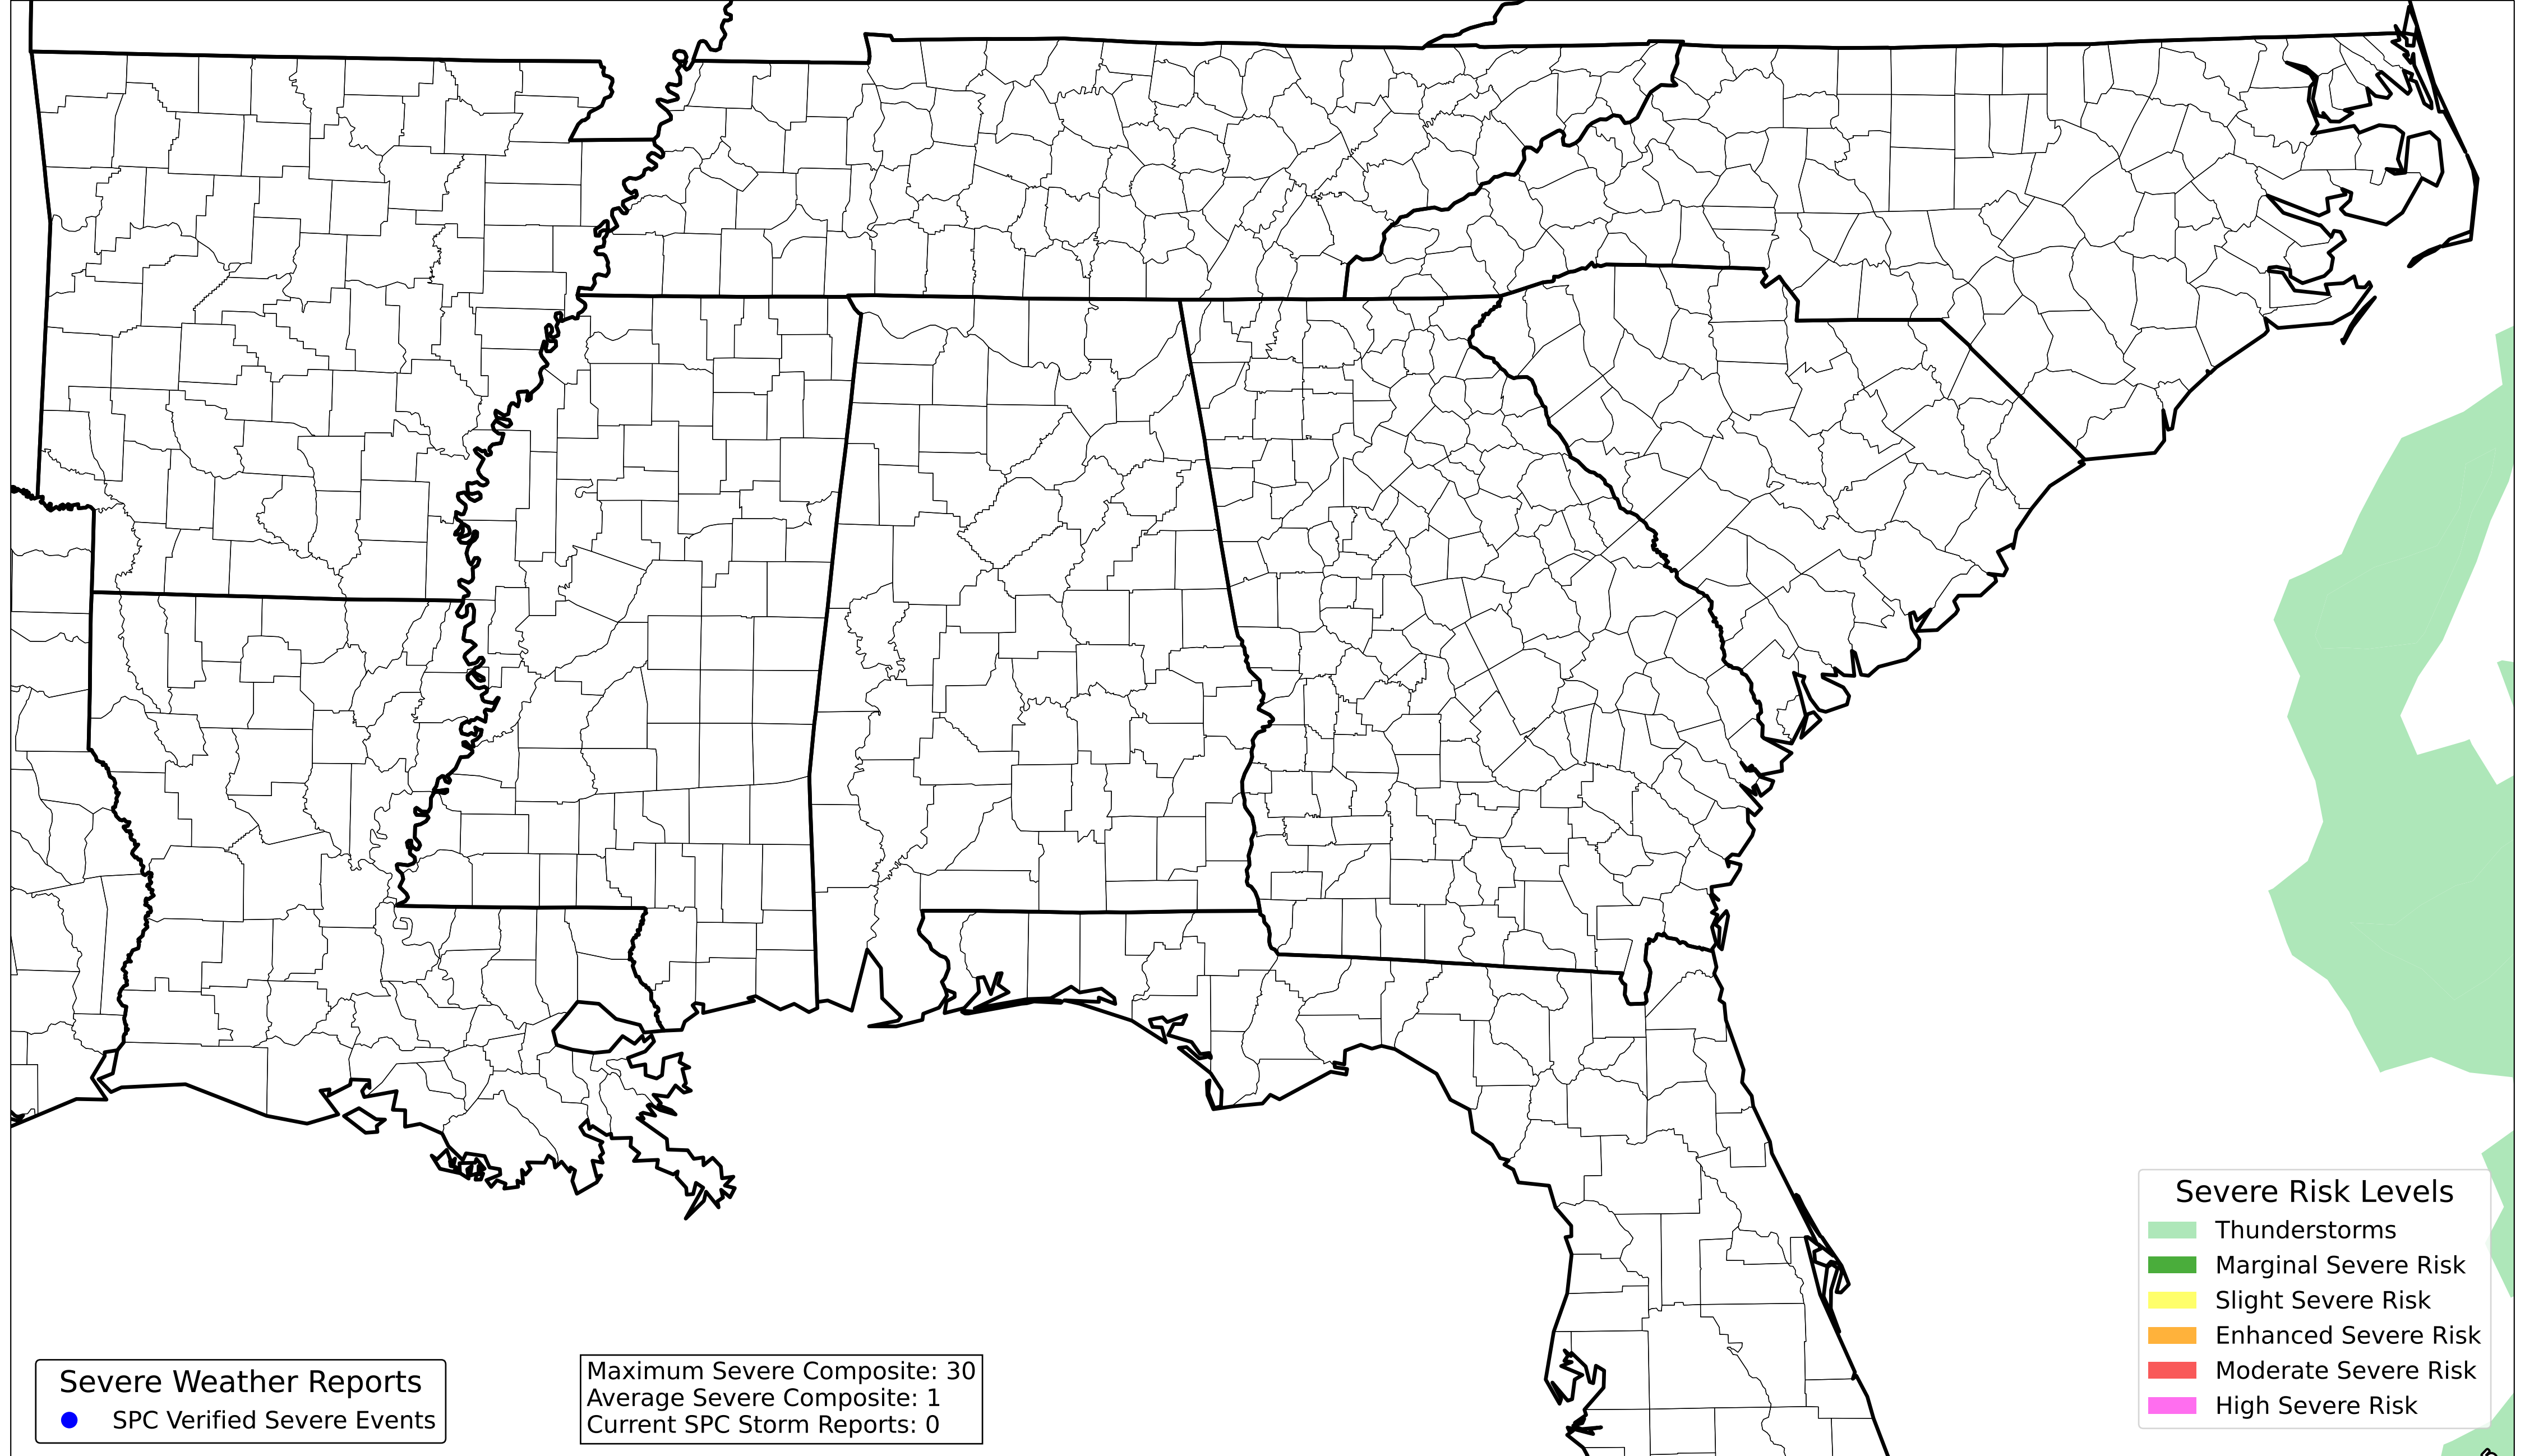 Severe Risk Levels
Thunderstorms
Marginal Severe Risk
Slight Severe Risk
Enhanced Severe Risk
Moderate Severe Risk
High Severe Risk
Severe Weather Reports
SPC Verified Severe Events
Maximum Severe Composite: 30
Average Severe Composite: 1
Current SPC Storm Reports: 0